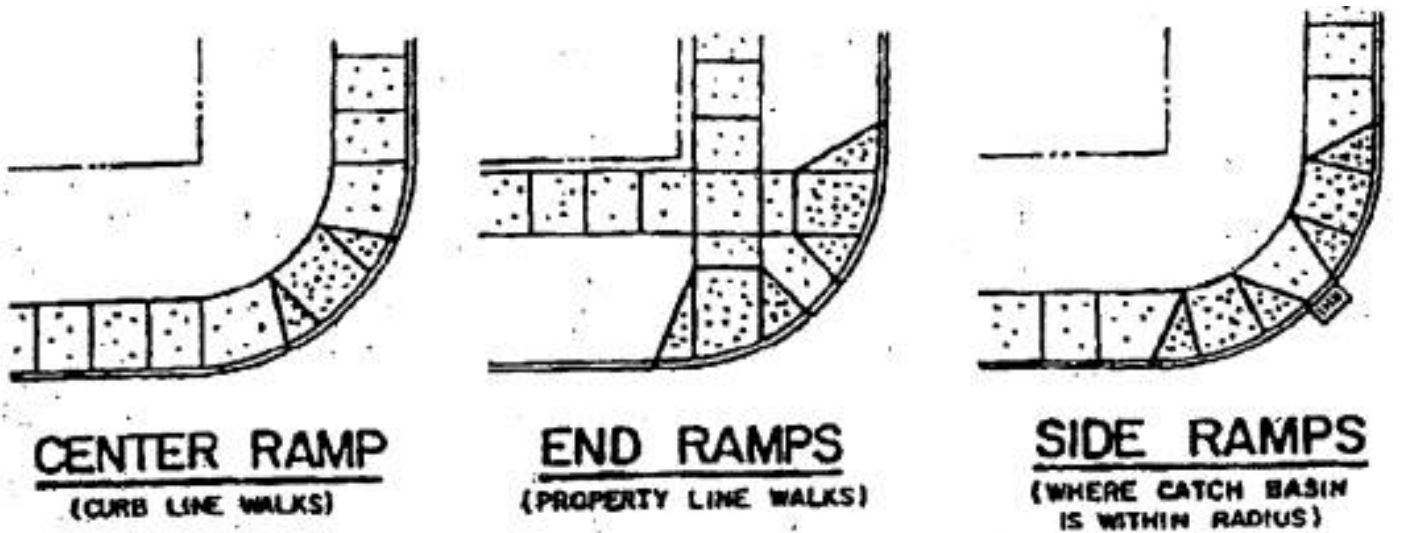 CENTER RAMP
(CURB LINE WALKS)
END RAMPS
(PROPERTY LINE WALKS)
SIDE RAMPS
(WHERE CATCH BASIN
IS WITHIN RADIUS)